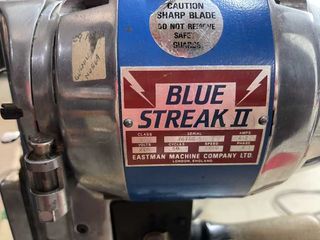 CAUTION
SHARP BLADE
DO NOT REMOVE
SAFETY
GUARDS
BLUE
STREAK II
CLASS SERIAL AMPS
VOLTS CYCLES SPEED PHASE
50
EASTMAN MACHINE COMPANY LTD.
LONDON, ENGLAND.